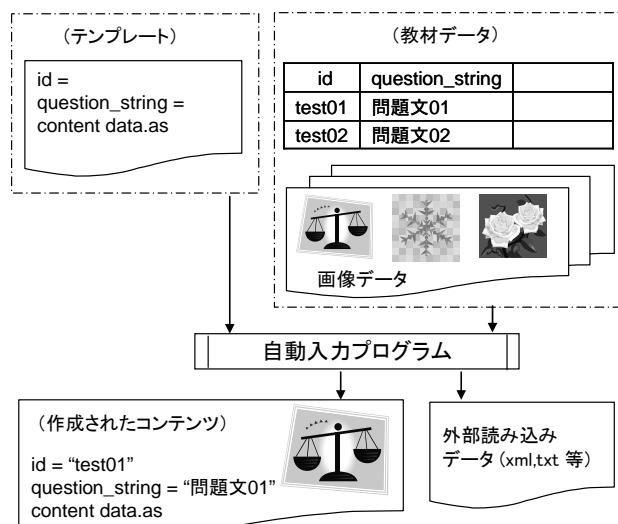 (テンプレート)
id =
question_string =
content data.as
(教材データ)
id question_string
test01 問題文01
test02 問題文02
画像データ
自動入力プログラム
(作成されたコンテンツ)
id = “test01”
question_string = “問題文01”
content data.as
外部読み込み
データ(xml,txt 等)